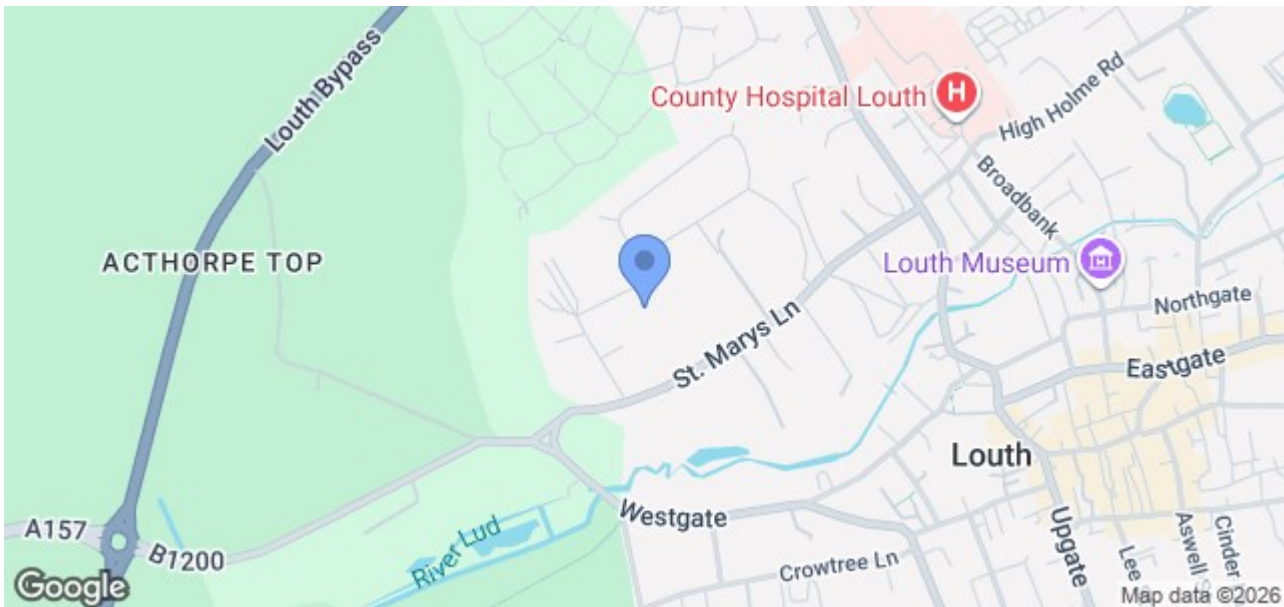 Louth Bypass
County Hospital Louth
H
High Holme Rd
Broadbank
ACTHORPE TOP
Louth Museum
Northgate
St. Marys Ln
Eastgate
Louth
A157
B1200
River Lud
Westgate
Upgate
Crowtree Ln
Lee
Aswell S
Cinder
Google
Map data ©2026